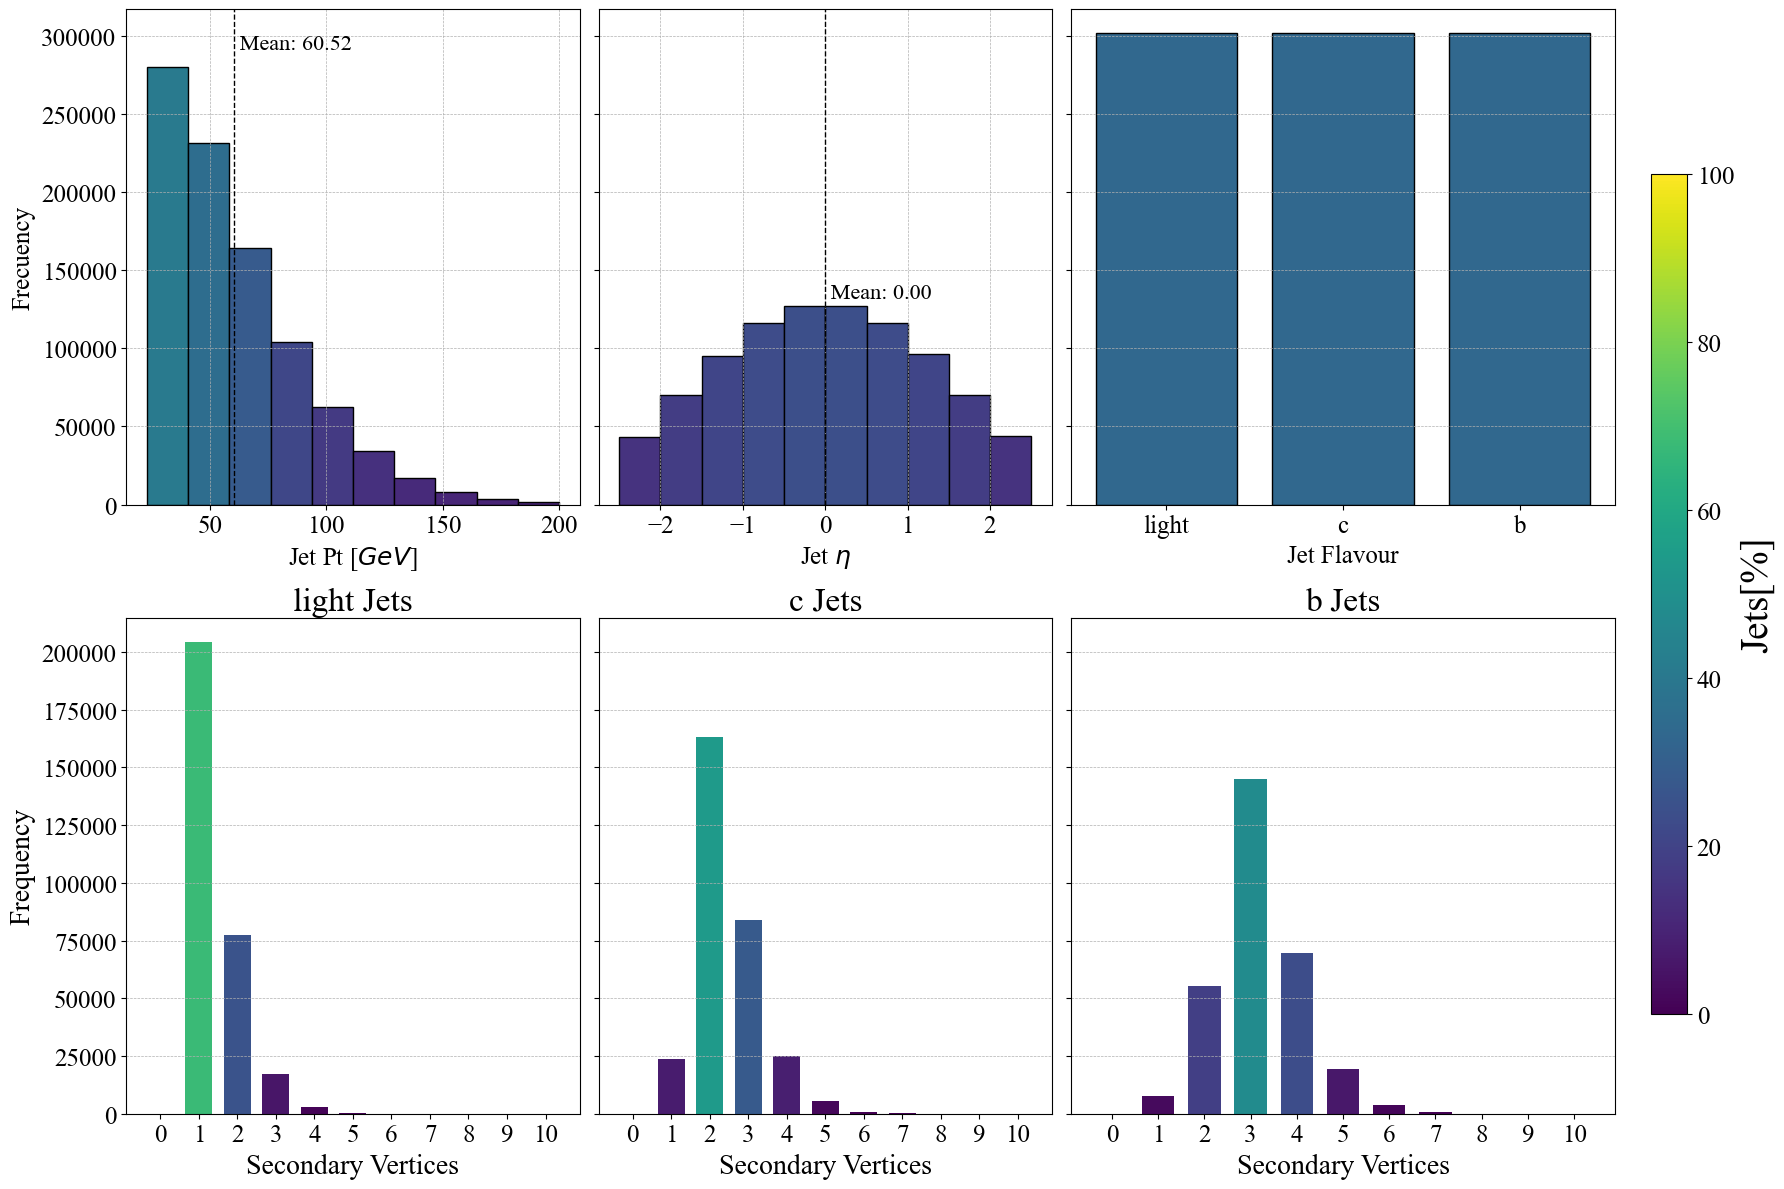 300000
250000
200000
150000
100000
50000
0
Frecuency
Mean: 60.52
50 100 150 200
Jet Pt [GeV]
Mean: 0.00
−2 −1 0 1 2
Jet η
light c b
Jet Flavour
light Jets
200000
175000
150000
125000
100000
75000
50000
25000
0
Frequency
0 1 2 3 4 5 6 7 8 9 10
Secondary Vertices
c Jets
0 1 2 3 4 5 6 7 8 9 10
Secondary Vertices
b Jets
0 1 2 3 4 5 6 7 8 9 10
Secondary Vertices
100
80
60
40
20
0
Jets[%]